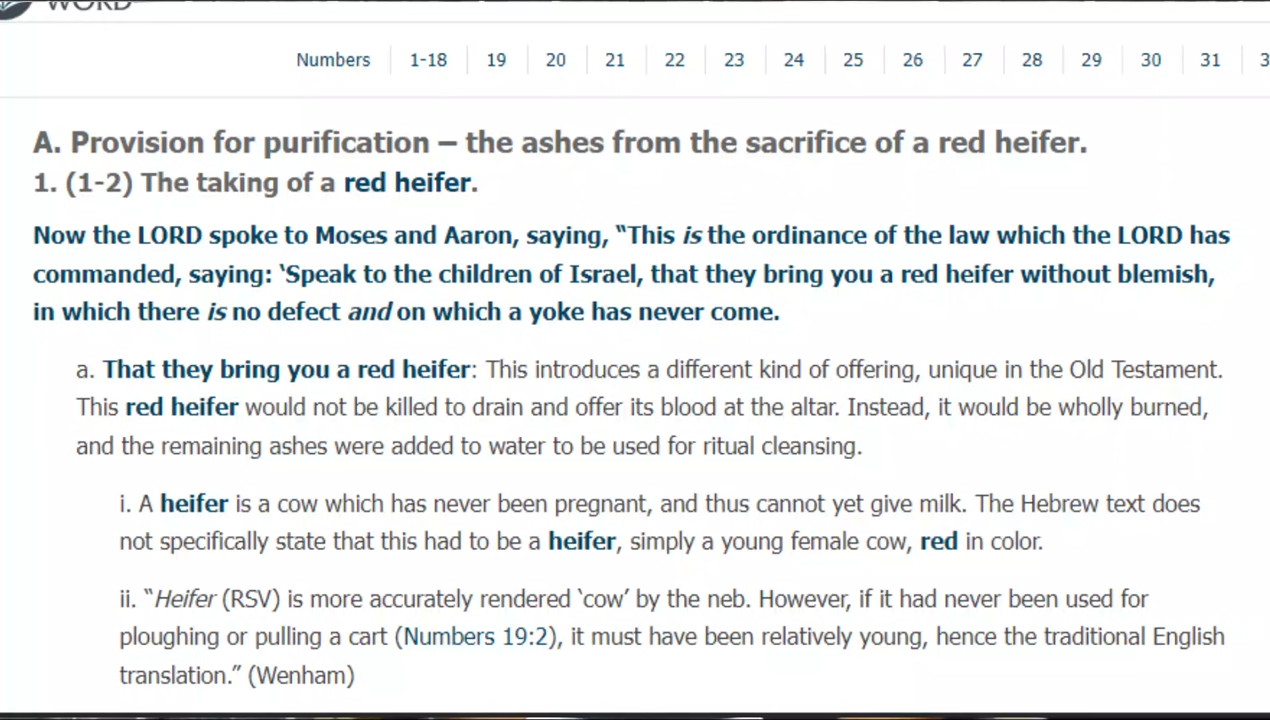 WORD
Numbers 1-18 19 20 21 22 23 24 25 26 27 28 29 30 31
A. Provision for purification – the ashes from the sacrifice of a red heifer.
1. (1-2) The taking of a red heifer.
Now the LORD spoke to Moses and Aaron, saying, “This is the ordinance of the law which the LORD has
commanded, saying: ‘Speak to the children of Israel, that they bring you a red heifer without blemish,
in which there is no defect and on which a yoke has never come.
a. That they bring you a red heifer: This introduces a different kind of offering, unique in the Old Testament.
This red heifer would not be killed to drain and offer its blood at the altar. Instead, it would be wholly burned,
and the remaining ashes were added to water to be used for ritual cleansing.
i. A heifer is a cow which has never been pregnant, and thus cannot yet give milk. The Hebrew text does
not specifically state that this had to be a heifer, simply a young female cow, red in color.
ii. “Heifer (RSV) is more accurately rendered ‘cow’ by the neb. However, if it had never been used for
ploughing or pulling a cart (Numbers 19:2), it must have been relatively young, hence the traditional English
translation.” (Wenham)